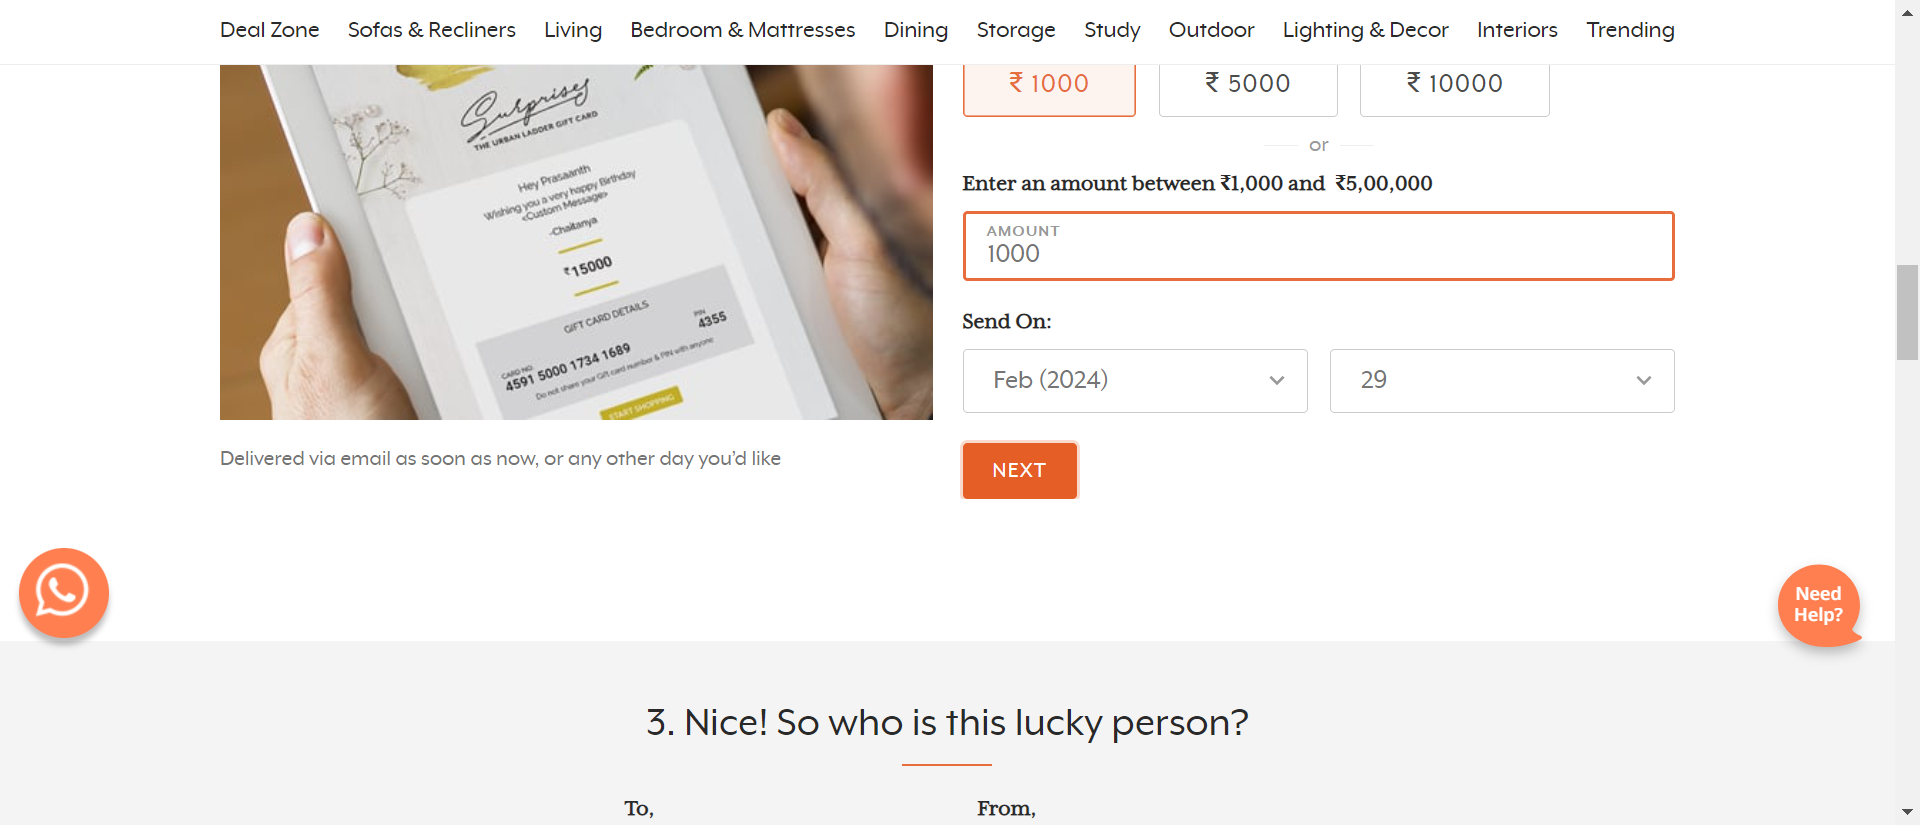 Deal Zone Sofas & Recliners Living Bedroom & Mattresses Dining Storage Study Outdoor Lighting & Decor Interiors Trending
Surprises
THE URBAN LADDER GIFT CARD
Hey Prasaanth
Wishing you a very happy Birthday
<Custom Message>
-Chaitanya
₹15000
GIFT CARD DETAILS
CARD NO
4591 5000 1734 1689
PIN
4355
Do not share your Gift card number & PIN with anyone
START SHOPPING
Delivered via email as soon as now, or any other day you’d like
₹ 1000 ₹ 5000 ₹ 10000
or
Enter an amount between ₹1,000 and ₹5,00,000
AMOUNT
1000
Send On:
Feb (2024) 29
NEXT
Need
Help?
3. Nice! So who is this lucky person?
To, From,